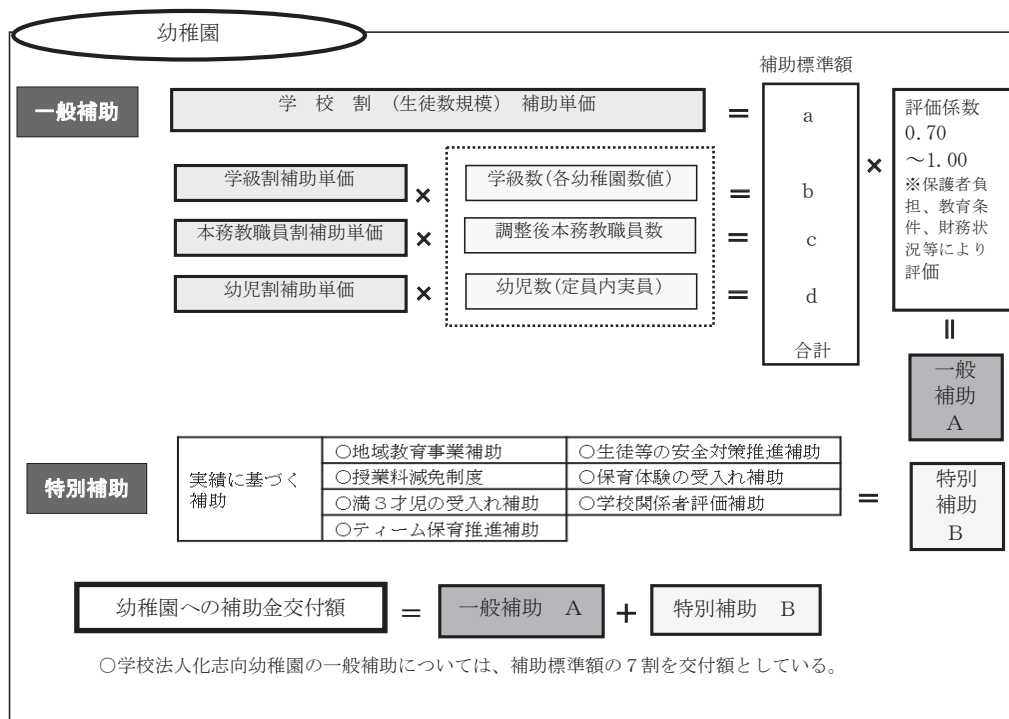 幼稚園
補助標準額
一般補助
学 校 割 (生徒数規模) 補助単価
=
a
学級割補助単価
×
学級数(各幼稚園数値)
=
b
本務教職員割補助単価
×
調整後本務教職員数
=
c
幼児割補助単価
×
幼児数(定員内実員)
=
d
合計
×
評価係数
0.70
～1.00
※保護者負
担、教育条
件、財務状
況等により
評価
=
一般
補助
A
特別補助
実績に基づく
補助
○地域教育事業補助
○生徒等の安全対策推進補助
○授業料減免制度
○保育体験の受入れ補助
○満３才児の受入れ補助
○学校関係者評価補助
○ティーム保育推進補助
=
特別
補助
B
幼稚園への補助金交付額 = 一般補助 A + 特別補助 B
○学校法人化志向幼稚園の一般補助については、補助標準額の７割を交付額としている。